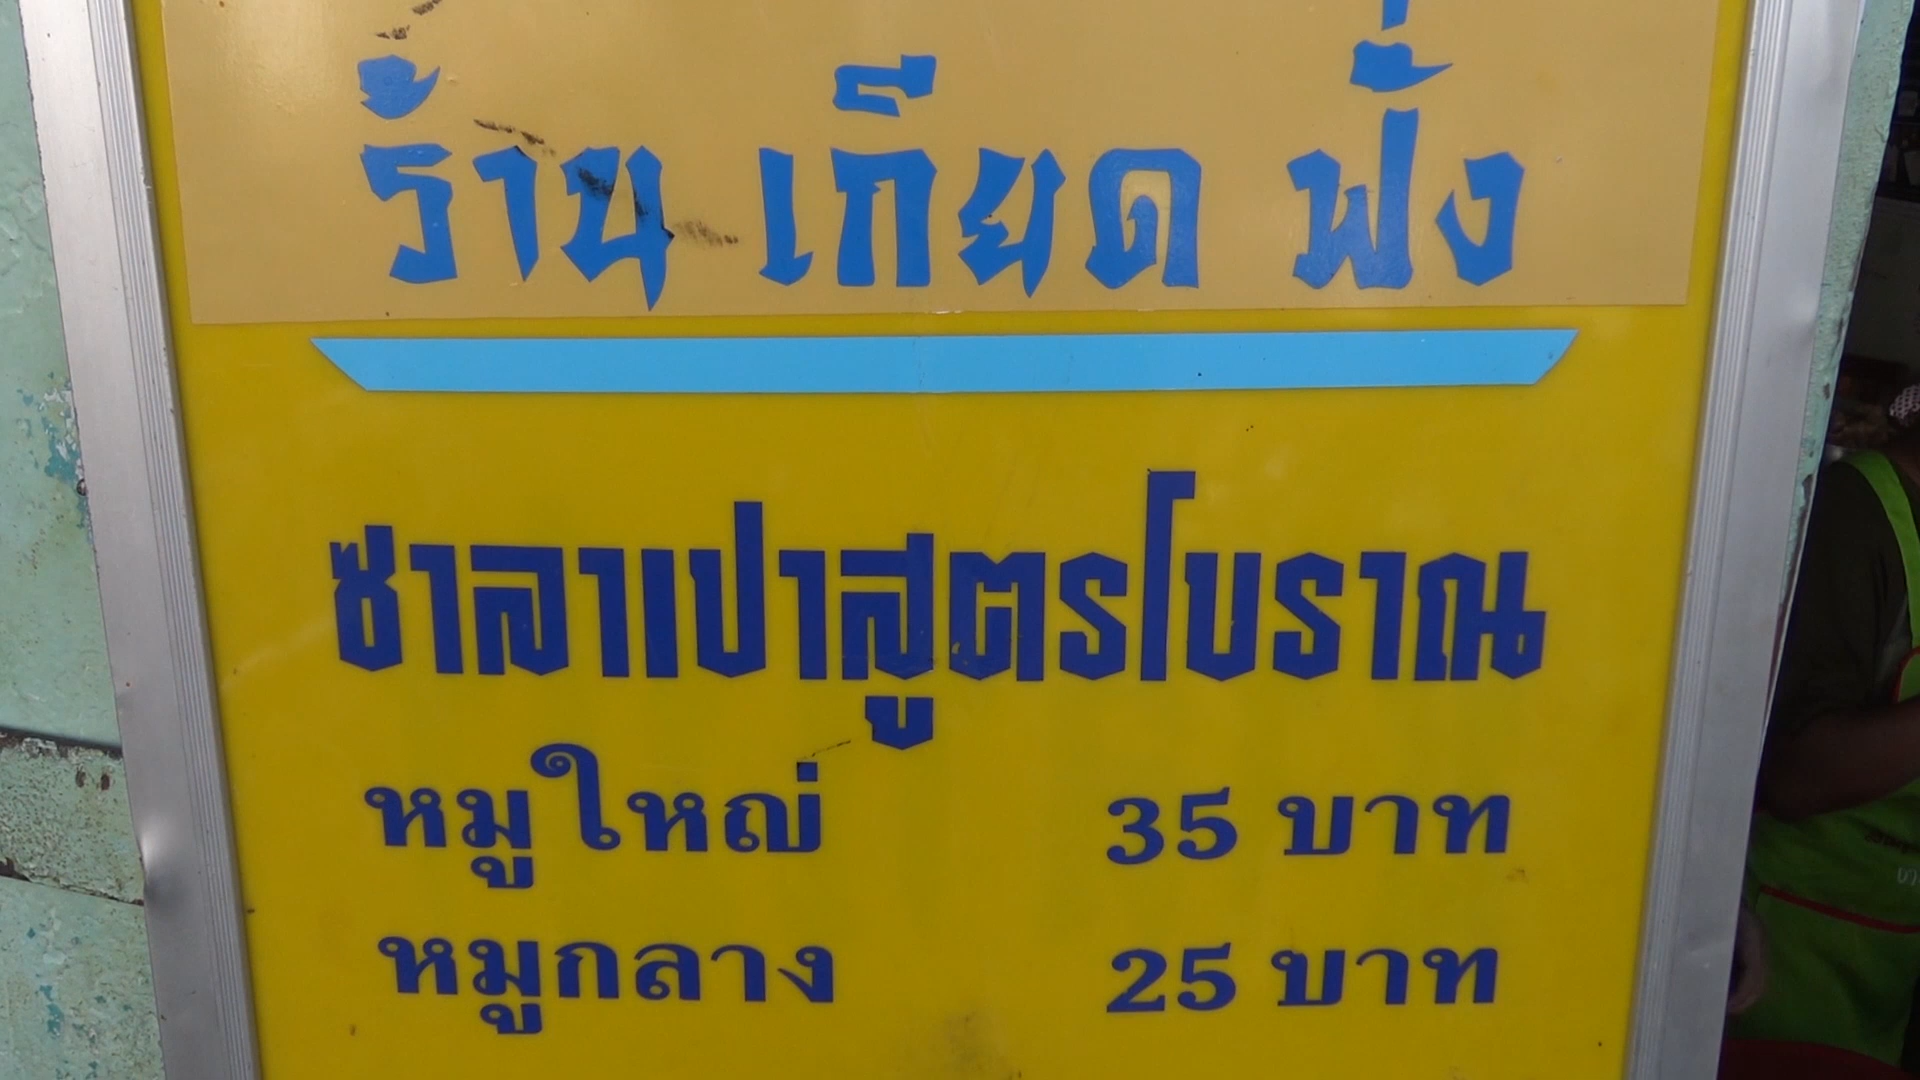 ร้าน เกียด ฟั่ง
ซาลาเปาสูตรโบราณ
หมูใหญ่ 35 บาท
หมูกลาง 25 บาท